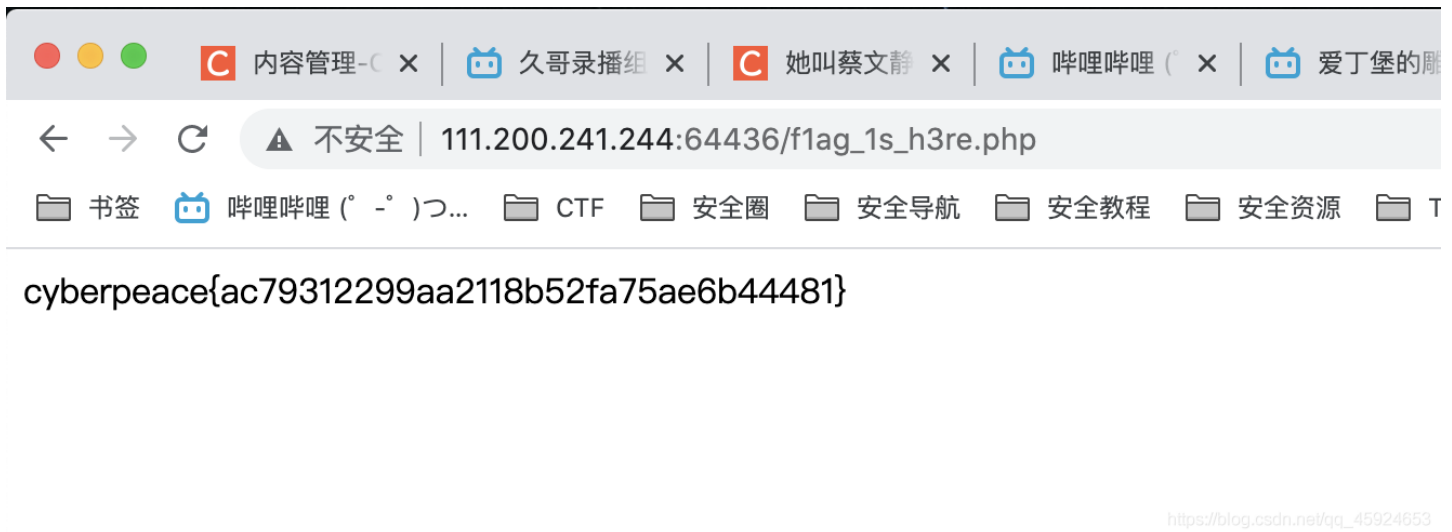 内容管理-C 久哥录播组 她叫蔡文静 哔哩哔哩 (゜ 爱丁堡的雕
不安全 111.200.241.244:64436/f1ag_1s_h3re.php
书签 哔哩哔哩 (゜-゜)つ... CTF 安全圈 安全导航 安全教程 安全资源 T
cyberpeace{ac79312299aa2118b52fa75ae6b44481}
https://blog.csdn.net/qq_45924653